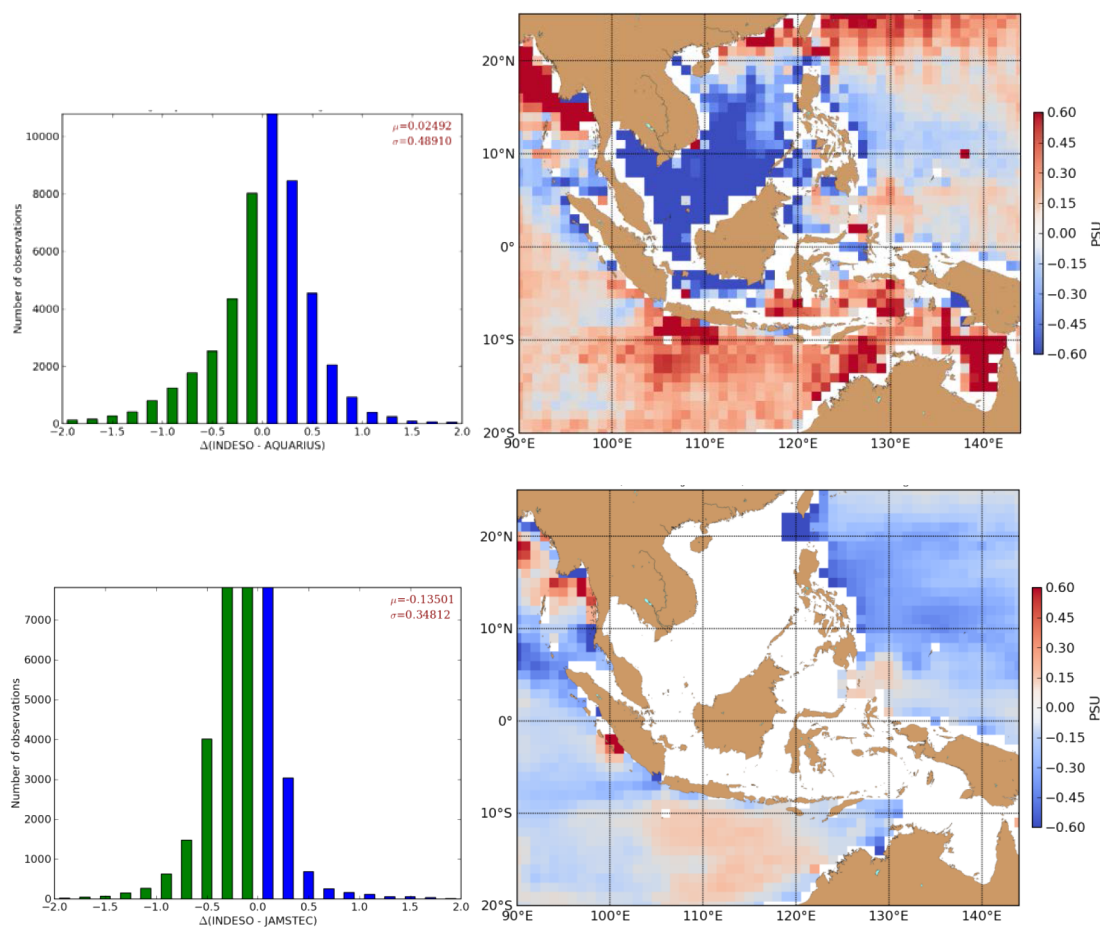 μ=0.02492
σ=0.48910
10000
8000
6000
4000
2000
0
Number of observations
−2.0 −1.5 −1.0 −0.5 0.0 0.5 1.0 1.5 2.0
Δ(INDESO - AQUARIUS)
20°N
10°N
0°
10°S
20°S
90°E 100°E 110°E 120°E 130°E 140°E
0.60
0.45
0.30
0.15
0.00
−0.15
−0.30
−0.45
−0.60
PSU
μ=-0.13501
σ=0.34812
7000
6000
5000
4000
3000
2000
1000
0
Number of observations
−2.0 −1.5 −1.0 −0.5 0.0 0.5 1.0 1.5 2.0
Δ(INDESO - JAMSTEC)
20°N
10°N
0°
10°S
20°S
90°E 100°E 110°E 120°E 130°E 140°E
0.60
0.45
0.30
0.15
0.00
−0.15
−0.30
−0.45
−0.60
PSU